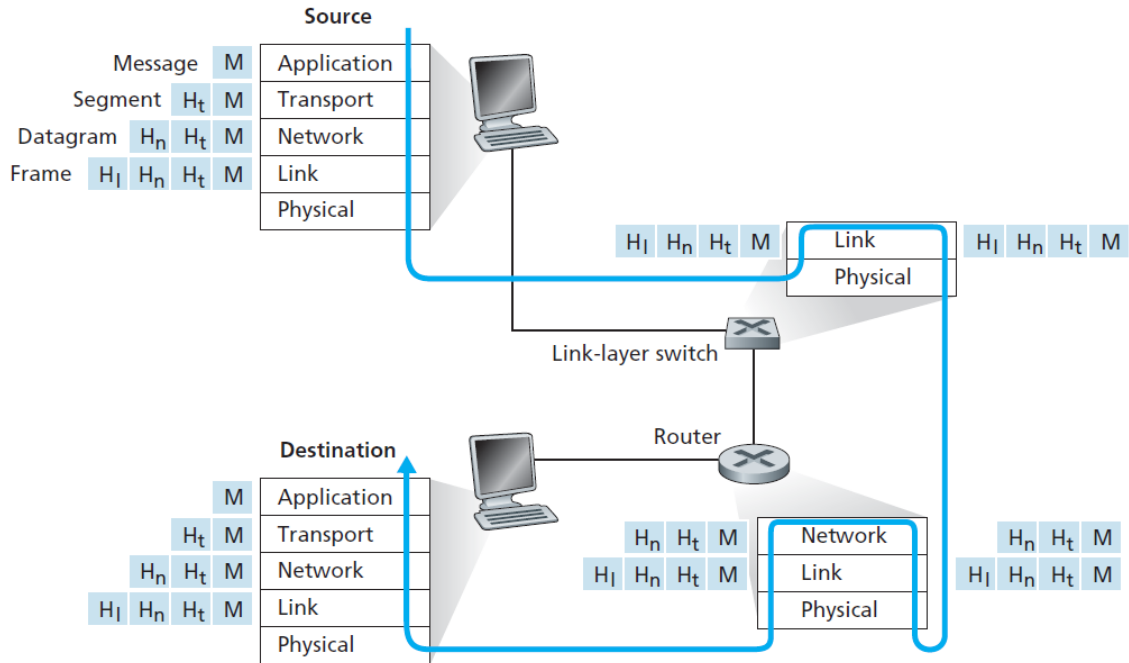 Source
Message M Application
Segment Ht M Transport
Datagram Hn Ht M Network
Frame Hl Hn Ht M Link
Physical
Hl Hn Ht M Link Hl Hn Ht M
Physical
Link-layer switch
Router
Destination
M Application
Ht M Transport
Hn Ht M Network
Hl Hn Ht M Link
Physical
Hn Ht M Network Hn Ht M
Hl Hn Ht M Link Hl Hn Ht M
Physical